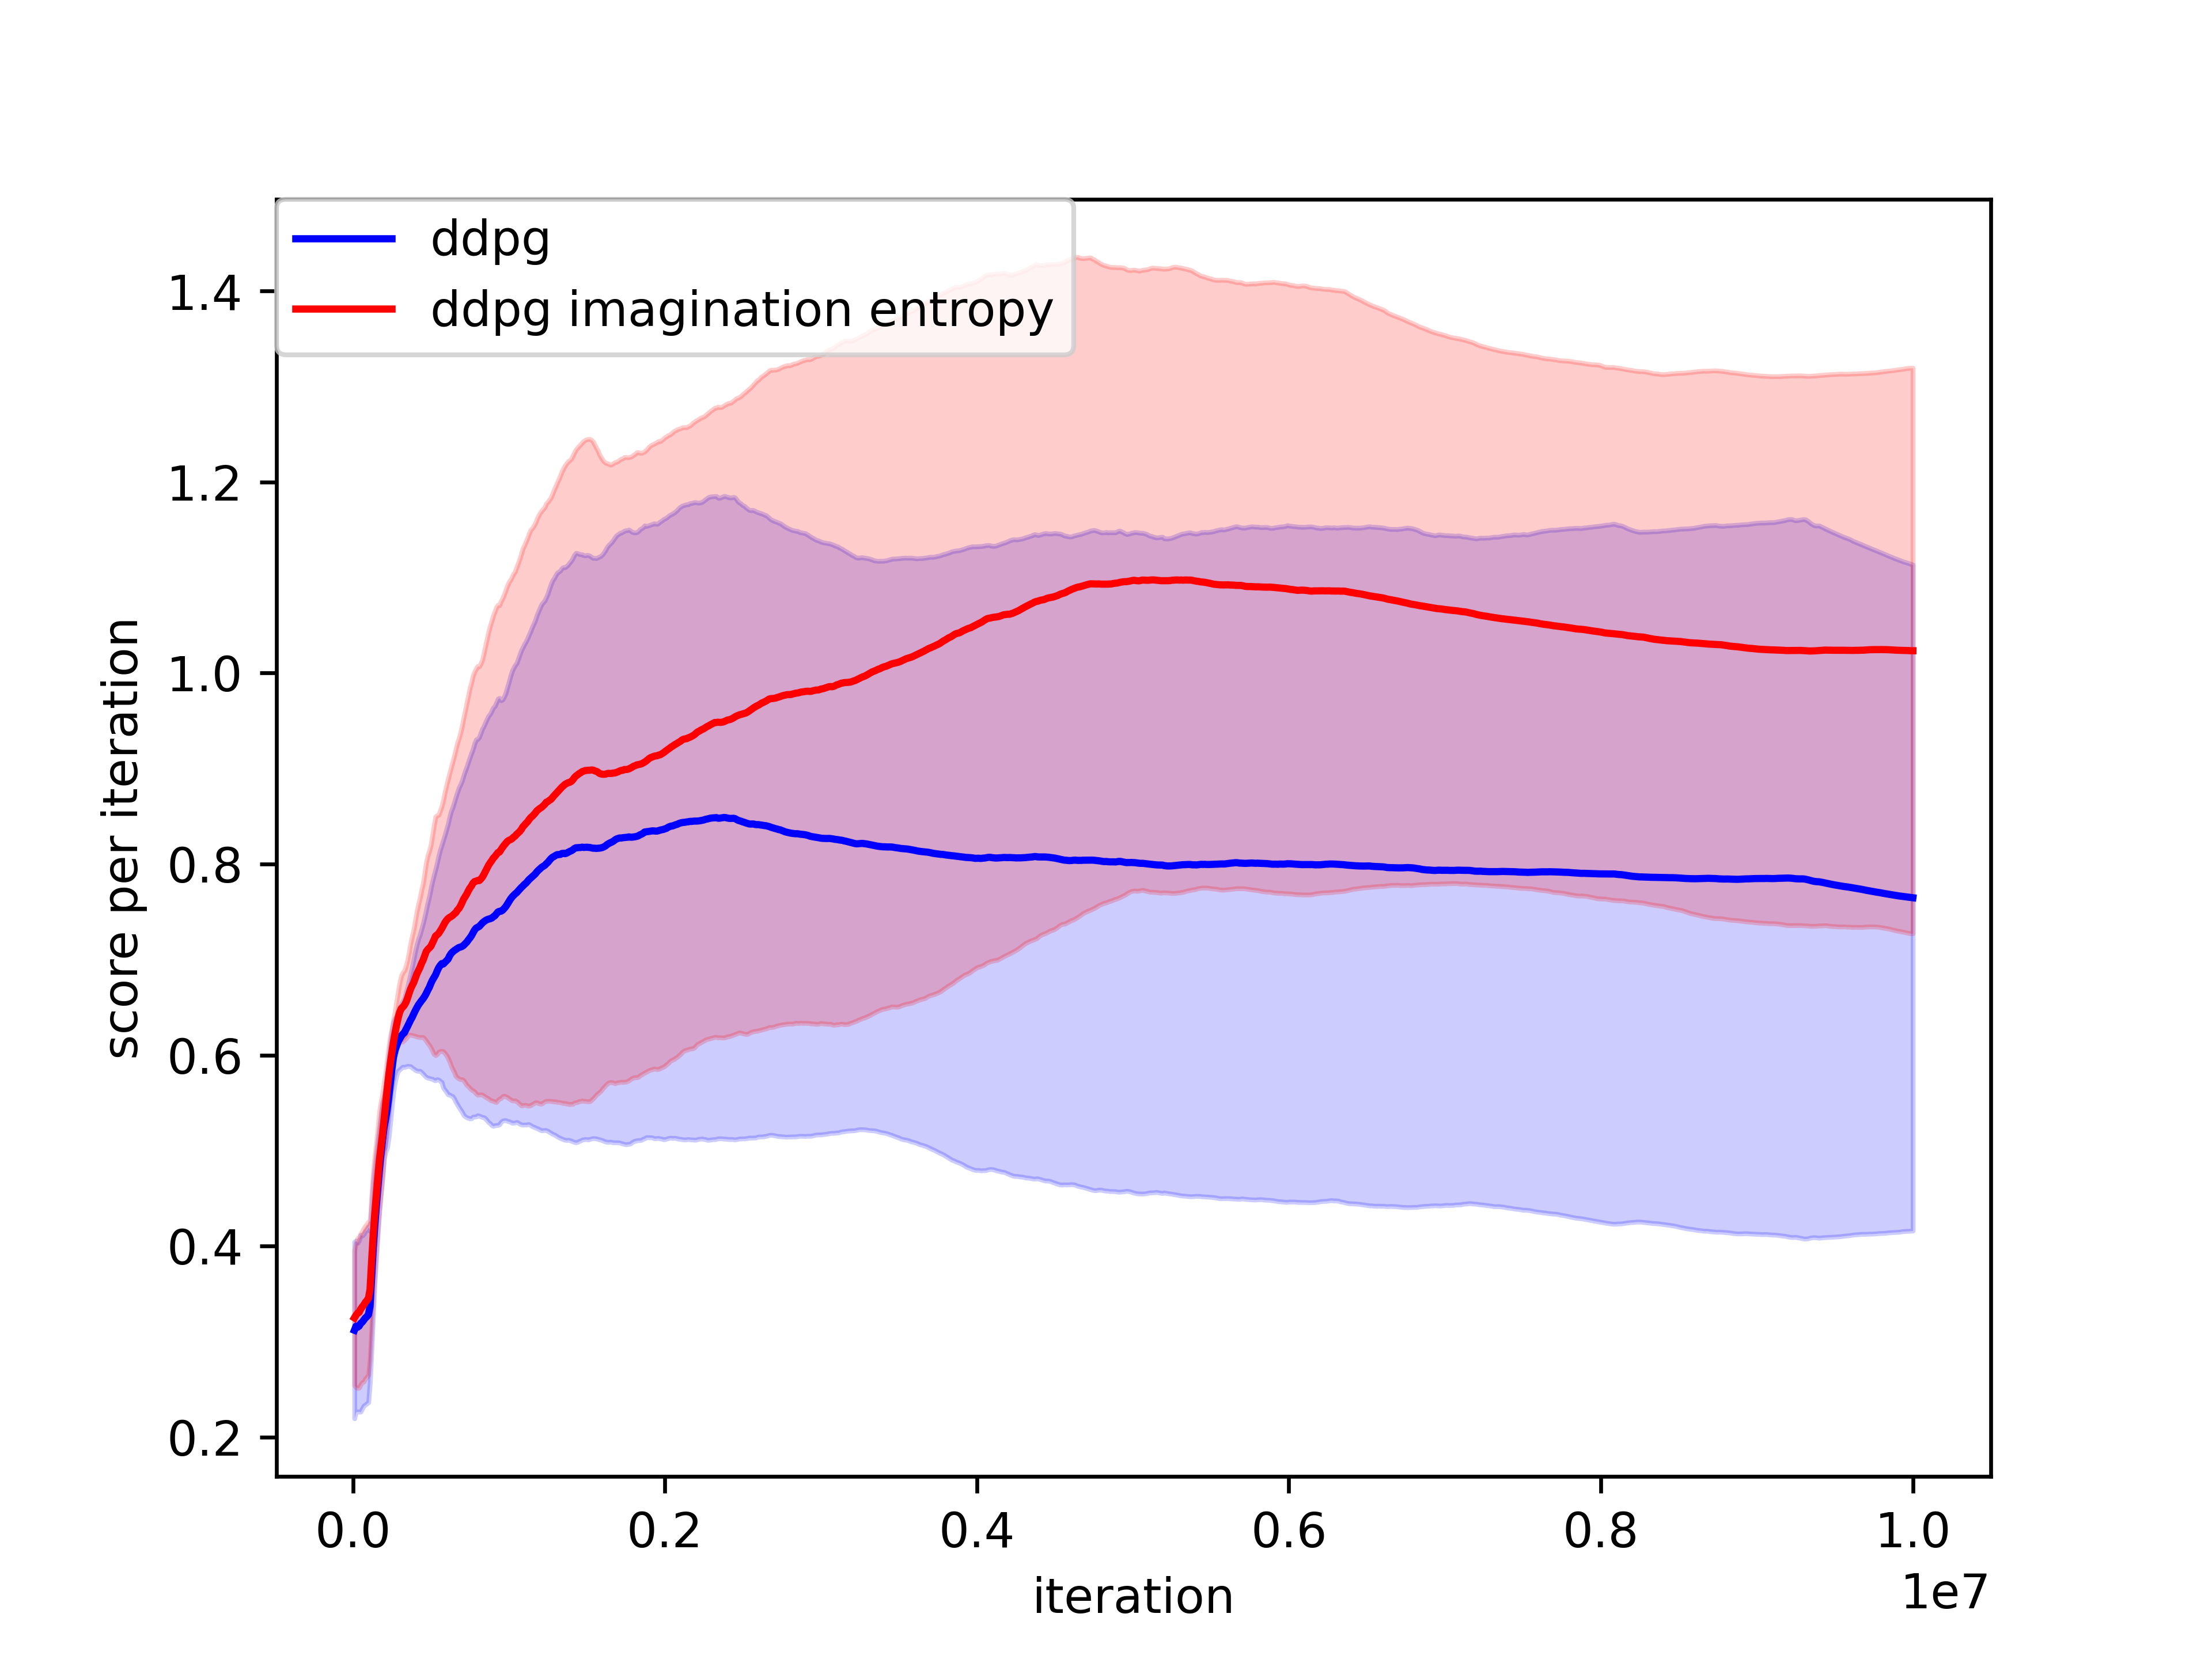 ddpg
ddpg imagination entropy
1.4
1.2
1.0
0.8
0.6
0.4
0.2
score per iteration
0.0 0.2 0.4 0.6 0.8 1.0
iteration
1e7